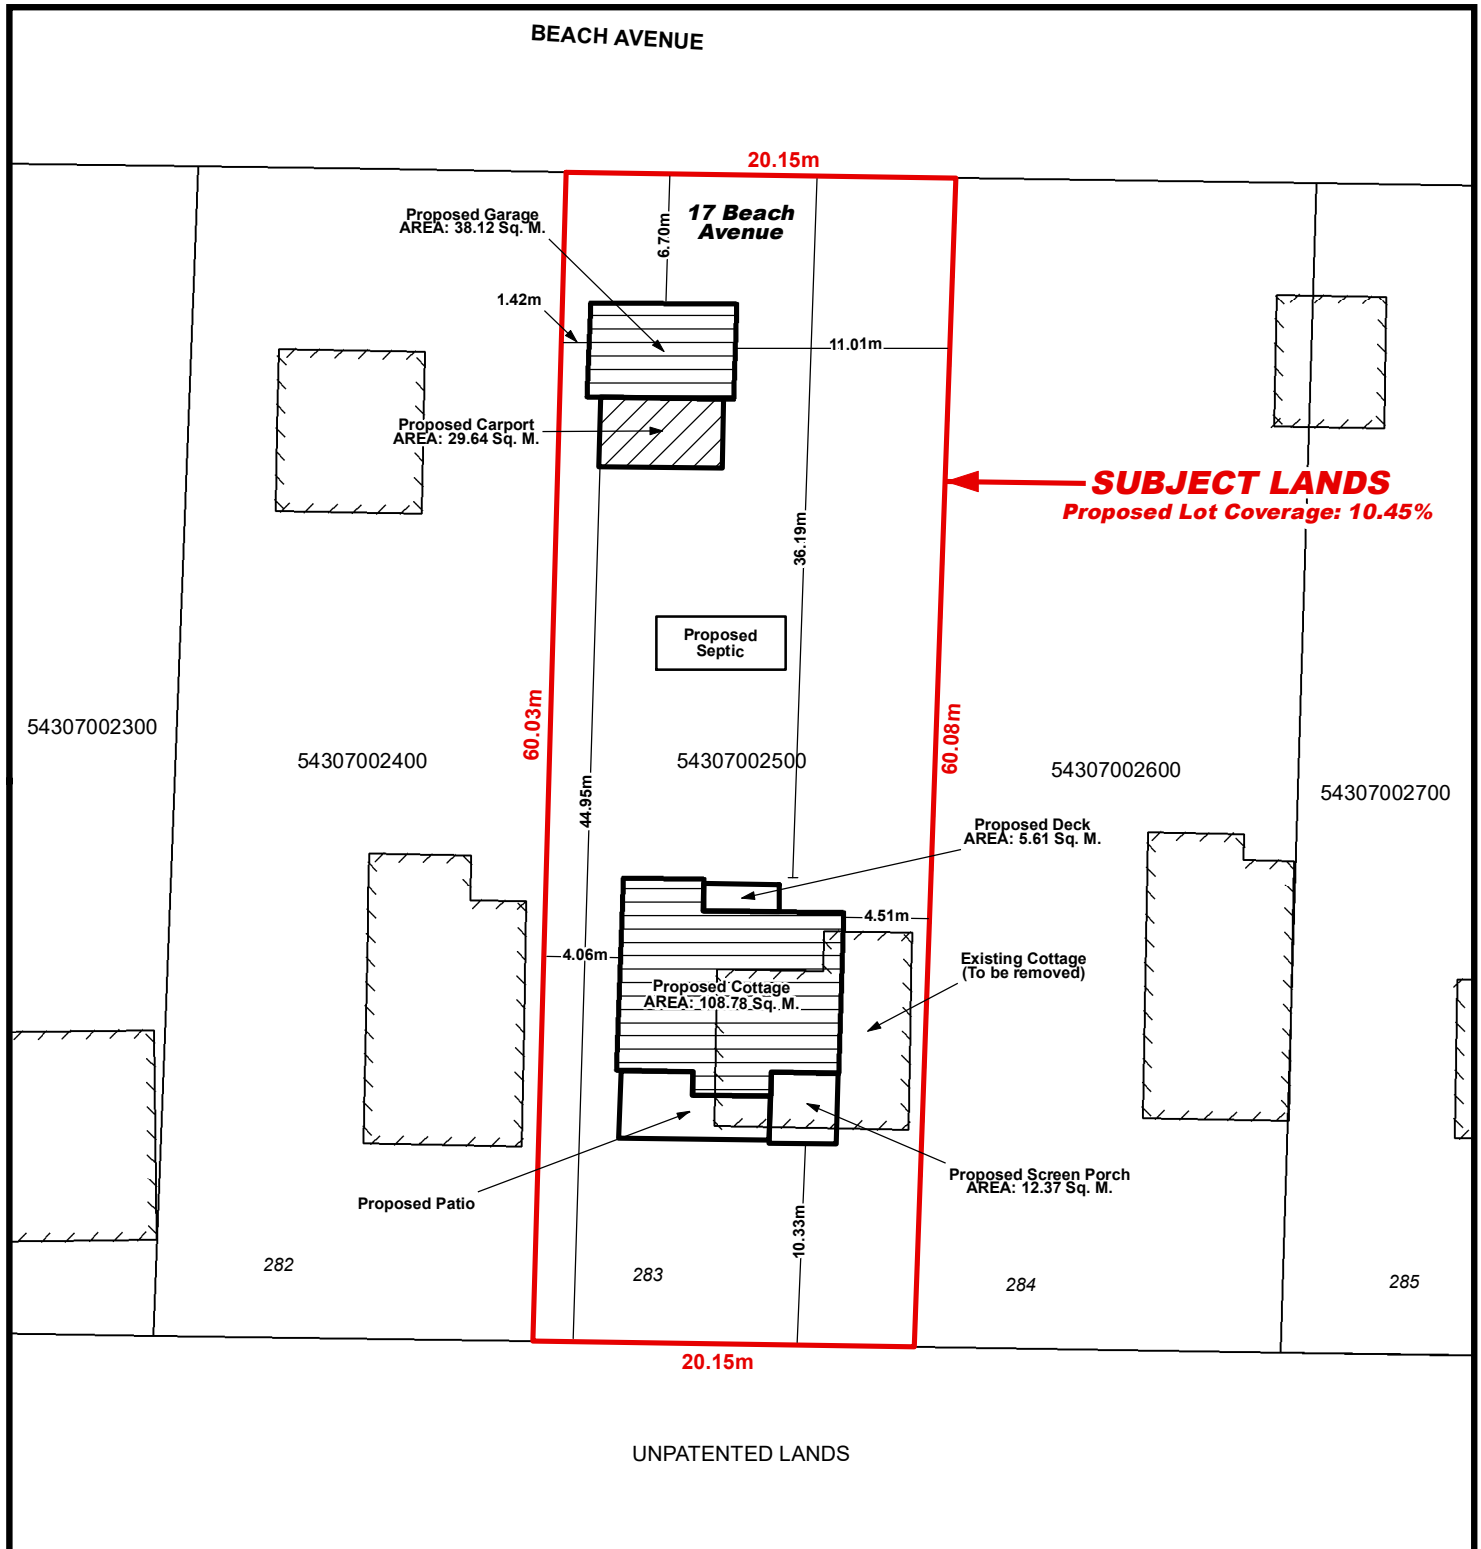 BEACH AVENUE
20.15m
17 Beach
Avenue
Proposed Garage
AREA: 38.12 Sq. M.
6.70m
1.42m
11.01m
Proposed Carport
AREA: 29.64 Sq. M.
SUBJECT LANDS
Proposed Lot Coverage: 10.45%
36.19m
Proposed
Septic
60.03m
60.08m
54307002300
54307002400
54307002500
54307002600
54307002700
44.95m
Proposed Deck
AREA: 5.61 Sq. M.
4.51m
4.06m
Existing Cottage
(To be removed)
Proposed Cottage
AREA: 108.78 Sq. M.
Proposed Screen Porch
AREA: 12.37 Sq. M.
Proposed Patio
10.33m
282
283
284
285
20.15m
UNPATENTED LANDS